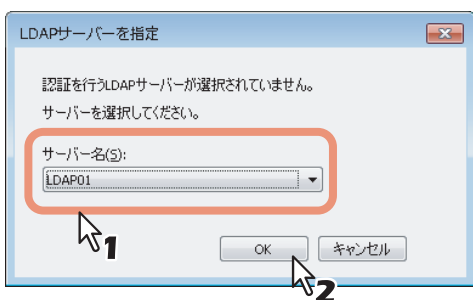 LDAPサーバーを指定
認証を行うLDAPサーバーが選択されていません。
サーバーを選択してください。
サーバー名(S):
LDAP01
1
OK
キャンセル
2